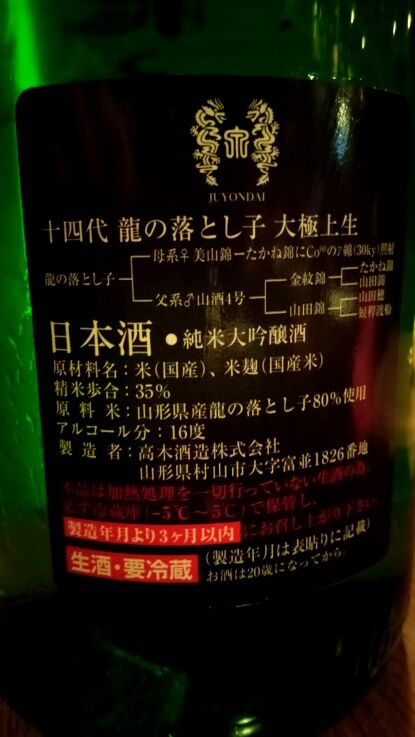 JUYONDAI
十四代 龍の落とし子 大極上生
龍の落とし子
母系♀美山錦ーたかね錦にCo⁶⁰のγ線(30ky)照射
父系♂山酒4号
金紋錦
たかね錦
山田錦
山田錦
山田穂
短稈渡船
日本酒・純米大吟醸酒
原材料名：米(国産)、米麹(国産米)
精米歩合：35%
原料米：山形県産龍の落とし子80%使用
アルコール分：16度
製造者：高木酒造株式会社
山形県村山市大字富並1826番地
本品は加熱処理を一切行っていない生酒の為、
必ず冷蔵庫(-5℃~5℃)で保管し、
製造年月より3ヶ月以内にお召し上がり下さい。
生酒・要冷蔵
(製造年月は表貼りに記載)
お酒は20歳になってから。